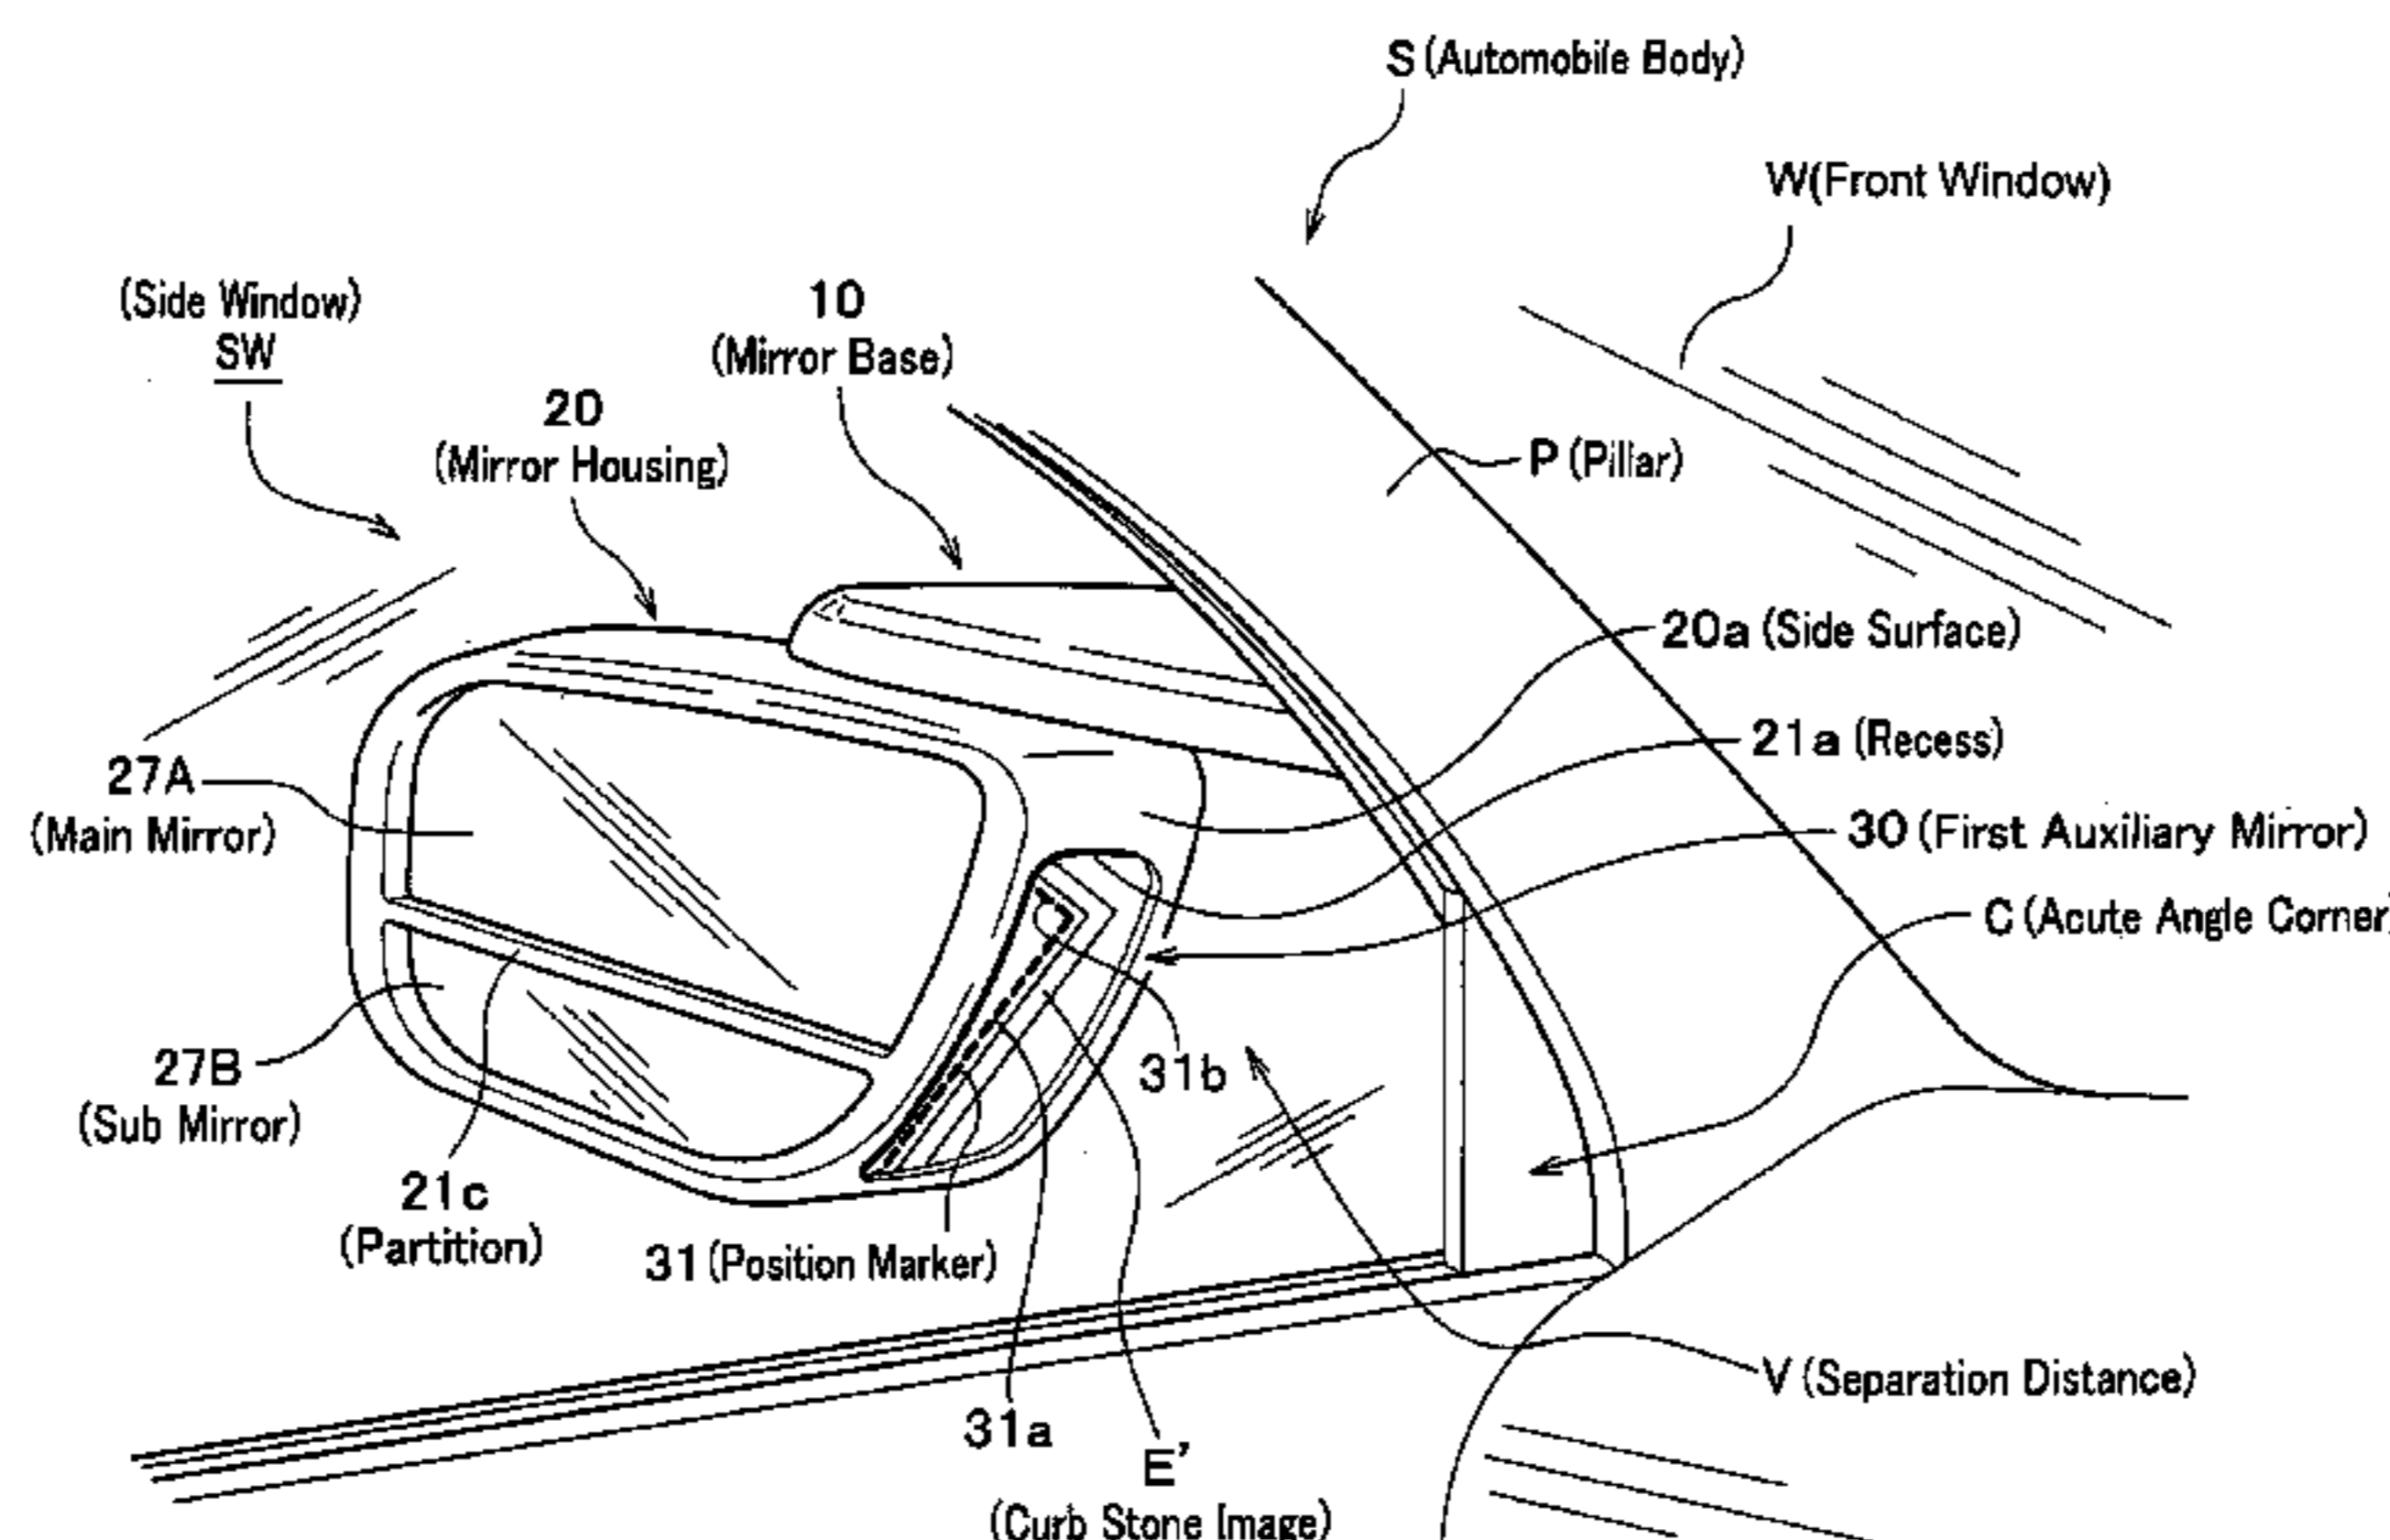 S (Automobile Body)
W(Front Window)
(Side Window)
SW
10
(Mirror Base)
20
(Mirror Housing)
P (Pillar)
20a (Side Surface)
21a (Recess)
27A
(Main Mirror)
30 (First Auxiliary Mirror)
C (Acute Angle Corner)
31b
27B
(Sub Mirror)
21c
(Partition)
31 (Position Marker)
V (Separation Distance)
31a
E'
(Curb Stone Image)